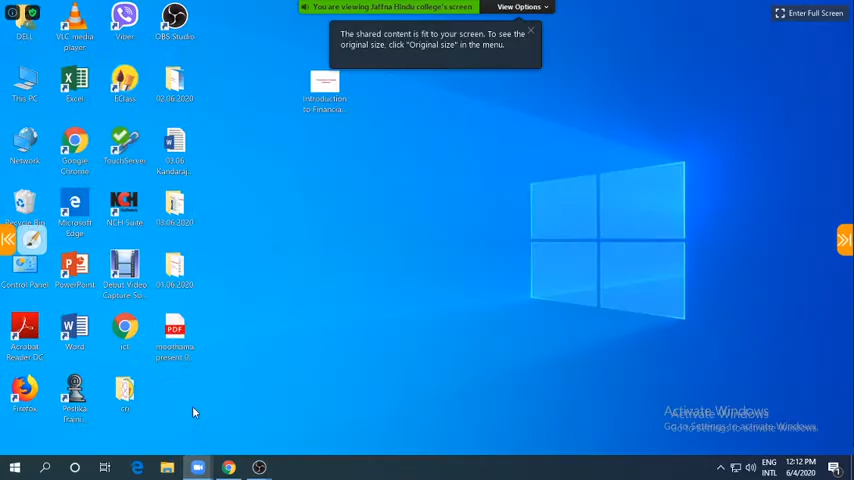 You are viewing Jaffna Hindu college's screen
View Options
Enter Full Screen
The shared content is fit to your screen. To see the
original size, click "Original size" in the menu.
DELL
VLC media
player
Viber
OBS Studio
This PC
Excel
EClass
02.06.2020
Introduction
to Financia...
Network
Google
Chrome
TouchServer
03.06
Kandaraj...
Recycle Bin
Microsoft
Edge
NCH Suite
03.06.2020
Control Panel
PowerPoint
Debut Video
Capture So...
01.06.2020
Acrobat
Reader DC
Word
ict
PDF
present 0...
Firefox
Peshka
Traini...
cri
Activate Windows
Go to Settings to activate Windows.
ENG
INTL
12:12 PM
6/4/2020